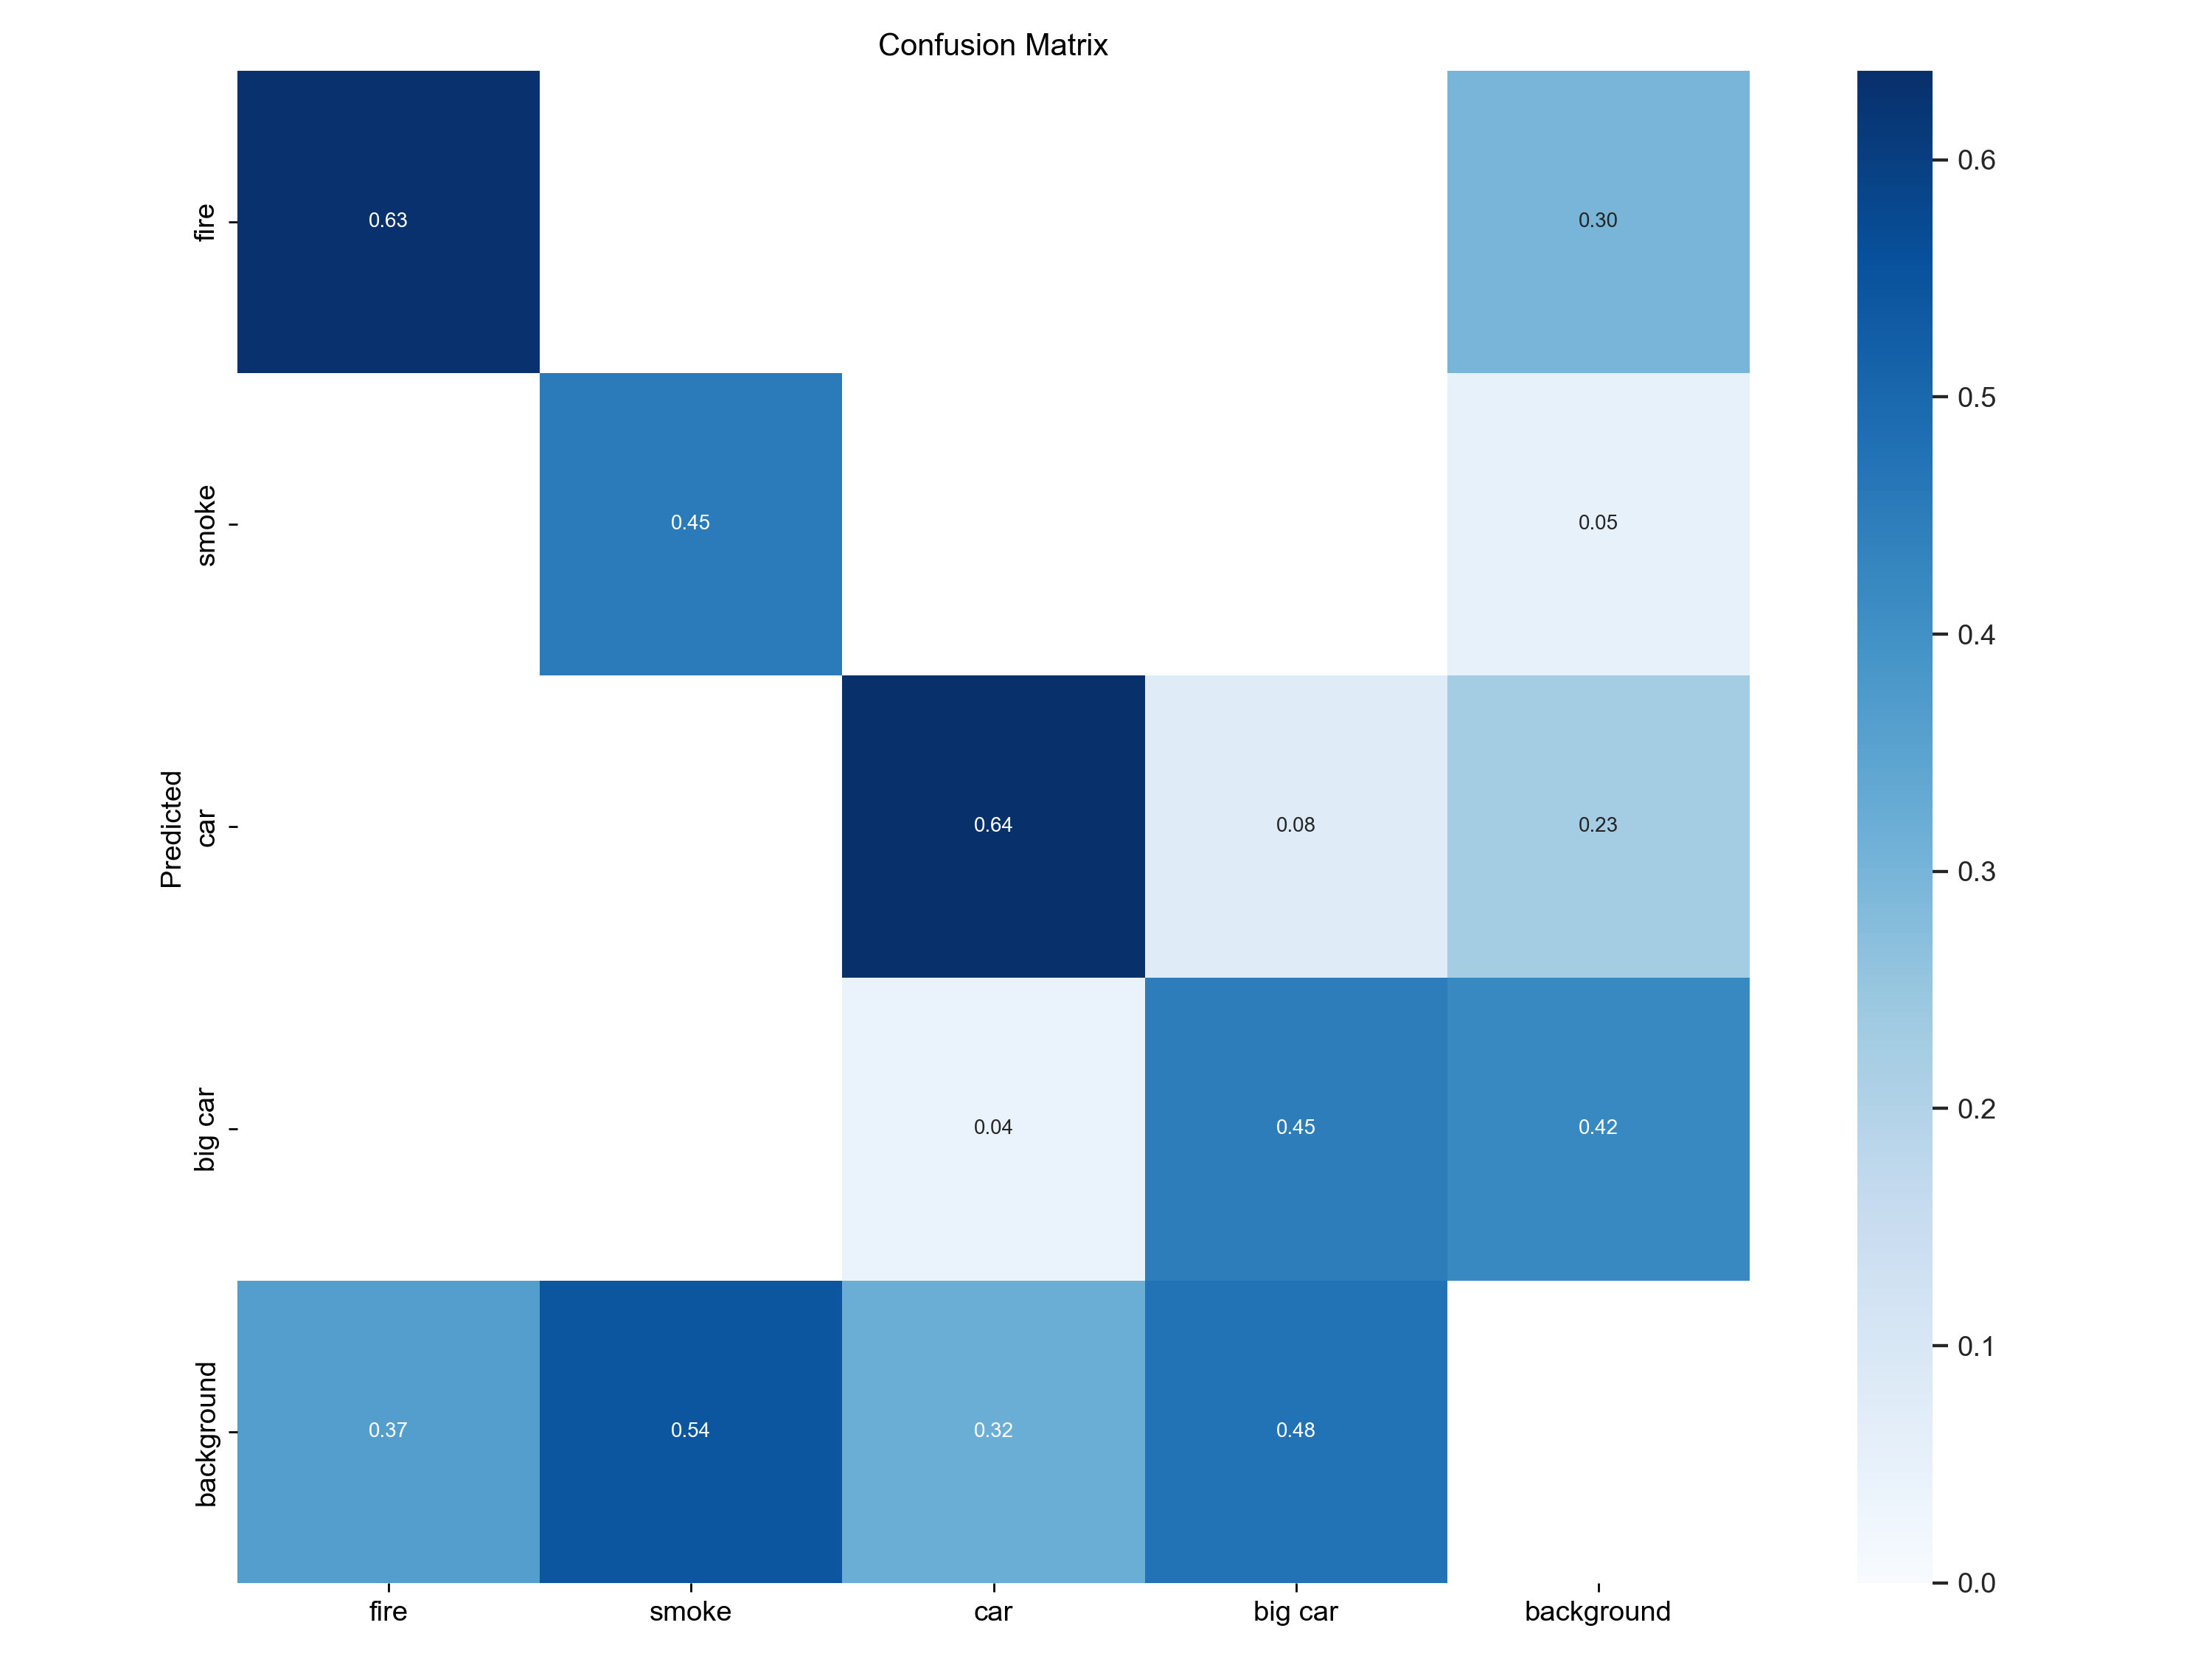 Confusion Matrix
Predicted
fire
0.63
0.30
smoke
0.45
0.05
car
0.64
0.08
0.23
big car
0.04
0.45
0.42
background
0.37
0.54
0.32
0.48
fire
smoke
car
big car
background
0.6
0.5
0.4
0.3
0.2
0.1
0.0